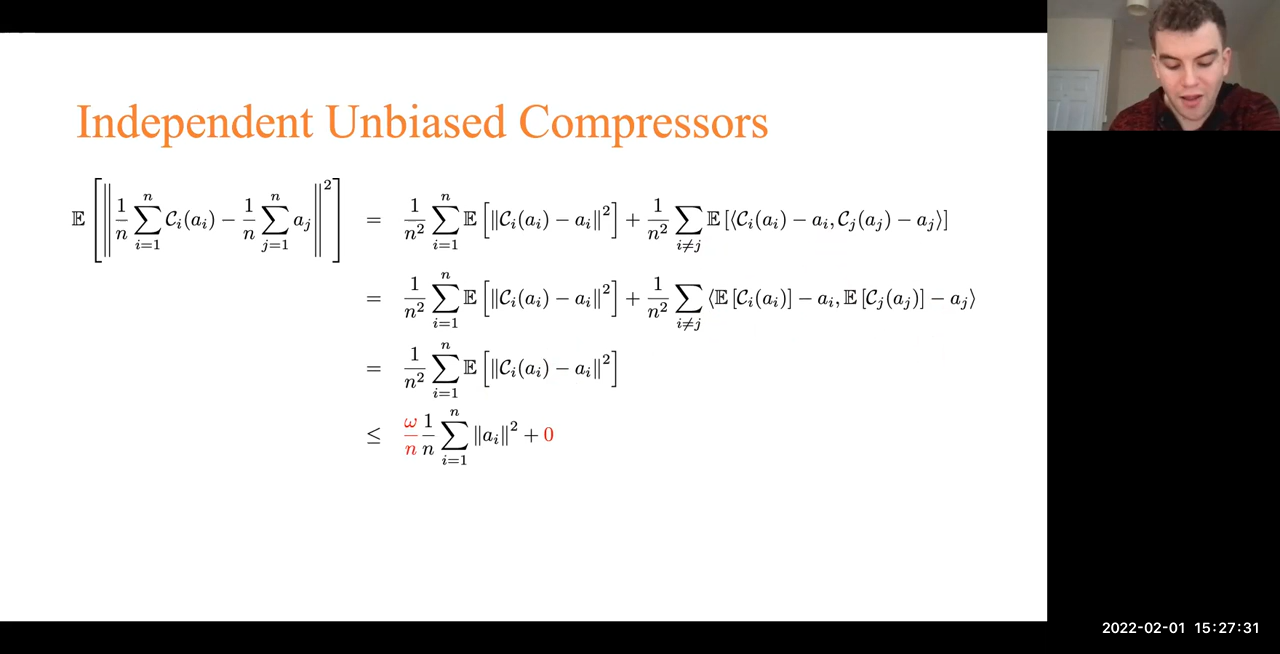 Independent Unbiased Compressors
𝔼[‖1/n ∑_{i=1}^{n} 𝒞_i(a_i) − 1/n ∑_{j=1}^{n} a_j‖²] = 1/n² ∑_{i=1}^{n} 𝔼[‖𝒞_i(a_i) − a_i‖²] + 1/n² ∑_{i≠j} 𝔼[⟨𝒞_i(a_i) − a_i, 𝒞_j(a_j) − a_j⟩]
= 1/n² ∑_{i=1}^{n} 𝔼[‖𝒞_i(a_i) − a_i‖²] + 1/n² ∑_{i≠j} ⟨𝔼[𝒞_i(a_i)] − a_i, 𝔼[𝒞_j(a_j)] − a_j⟩
= 1/n² ∑_{i=1}^{n} 𝔼[‖𝒞_i(a_i) − a_i‖²]
≤ ω/n 1/n ∑_{i=1}^{n} ‖a_i‖² + 0
2022-02-01 15:27:31